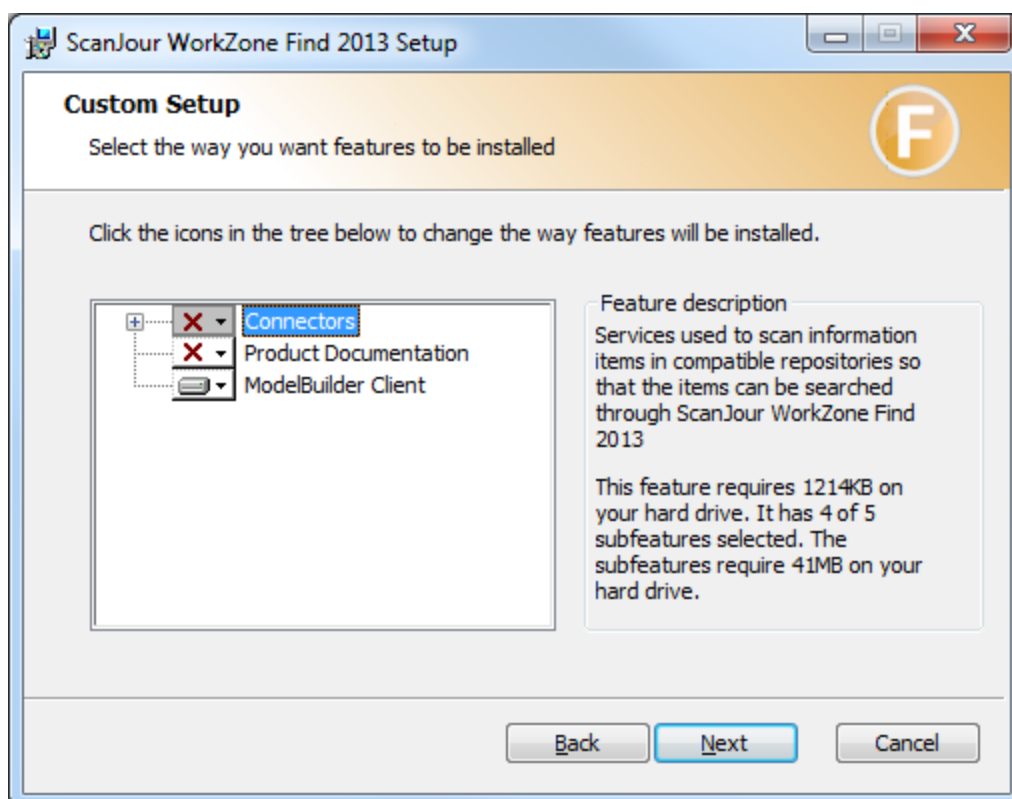 ScanJour WorkZone Find 2013 Setup
Custom Setup
Select the way you want features to be installed
F
Click the icons in the tree below to change the way features will be installed.
Connectors
Product Documentation
ModelBuilder Client
Feature description
Services used to scan information
items in compatible repositories so
that the items can be searched
through ScanJour WorkZone Find
2013
This feature requires 1214KB on
your hard drive. It has 4 of 5
subfeatures selected. The
subfeatures require 41MB on your
hard drive.
Back
Next
Cancel